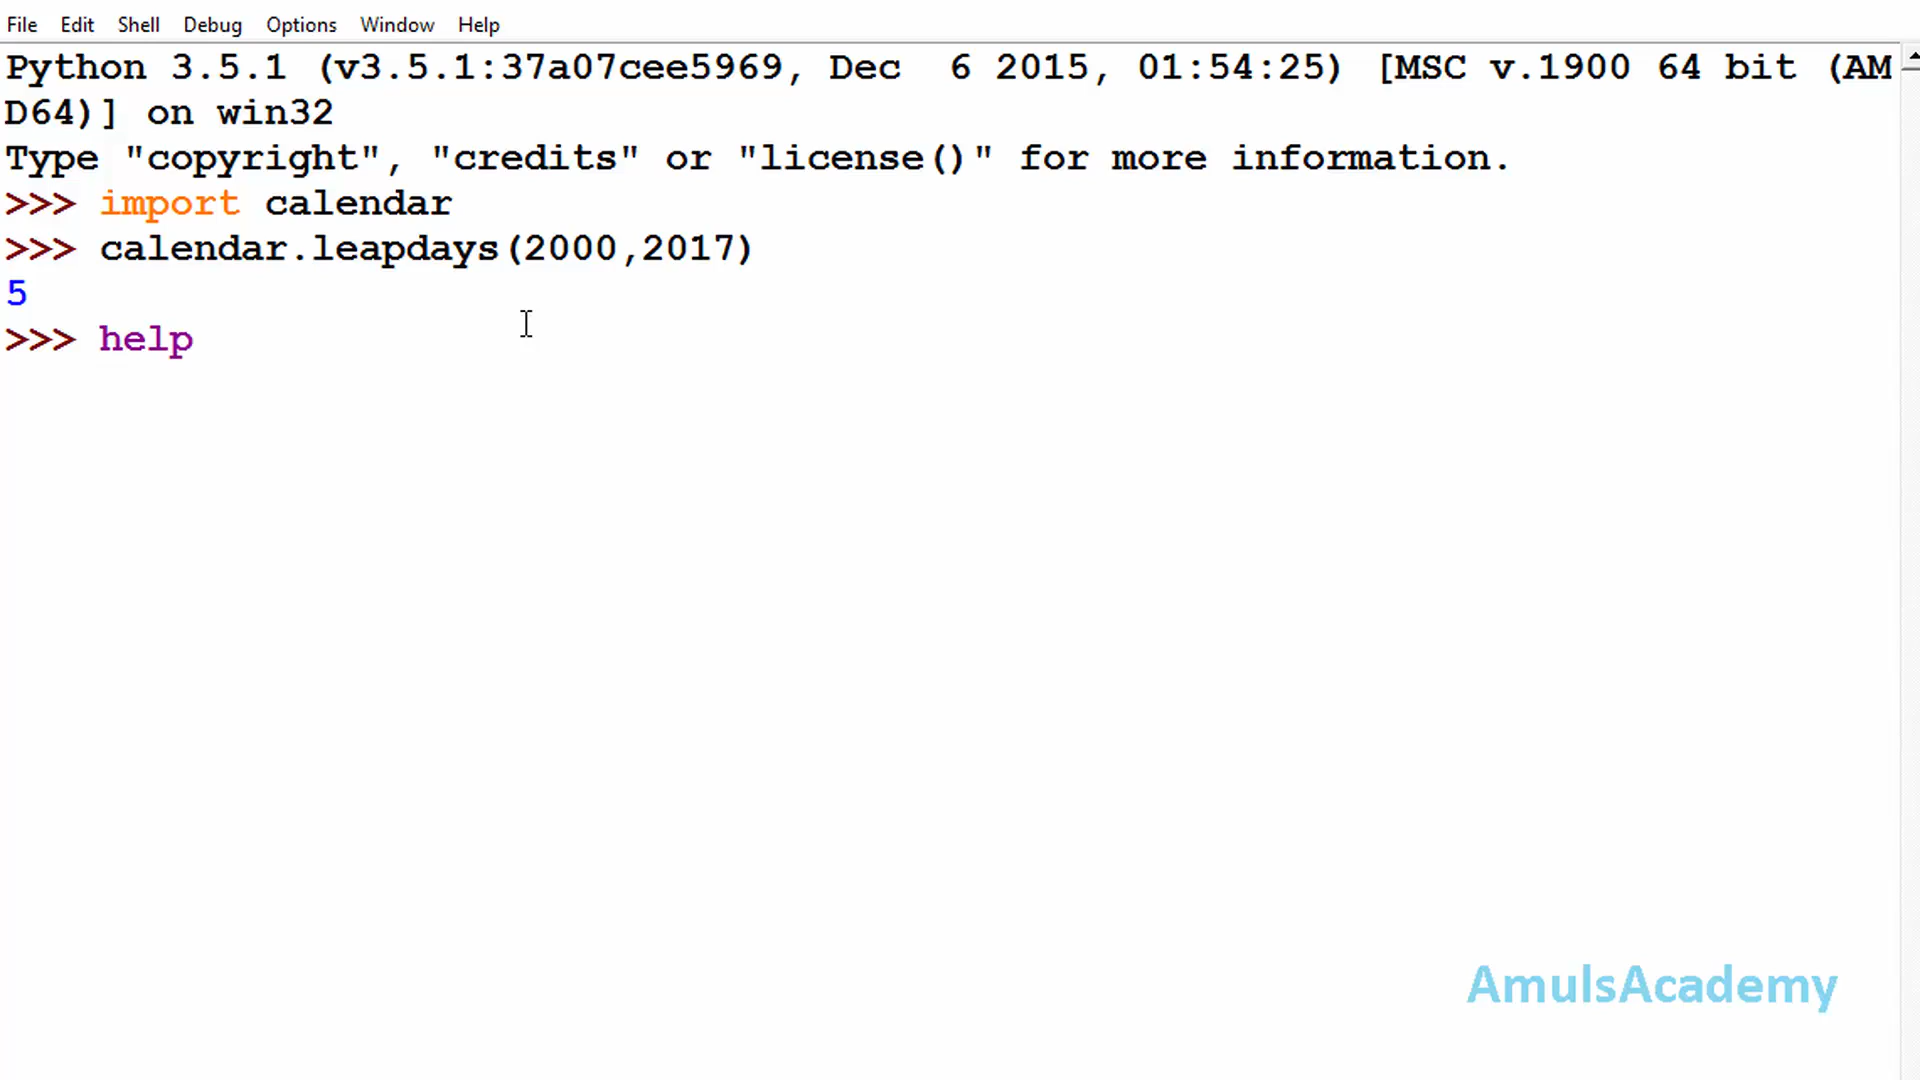 File Edit Shell Debug Options Window Help
Python 3.5.1 (v3.5.1:37a07cee5969, Dec  6 2015, 01:54:25) [MSC v.1900 64 bit (AM
D64)] on win32
Type "copyright", "credits" or "license()" for more information.
>>> import calendar
>>> calendar.leapdays(2000,2017)
5
>>> help
AmulsAcademy